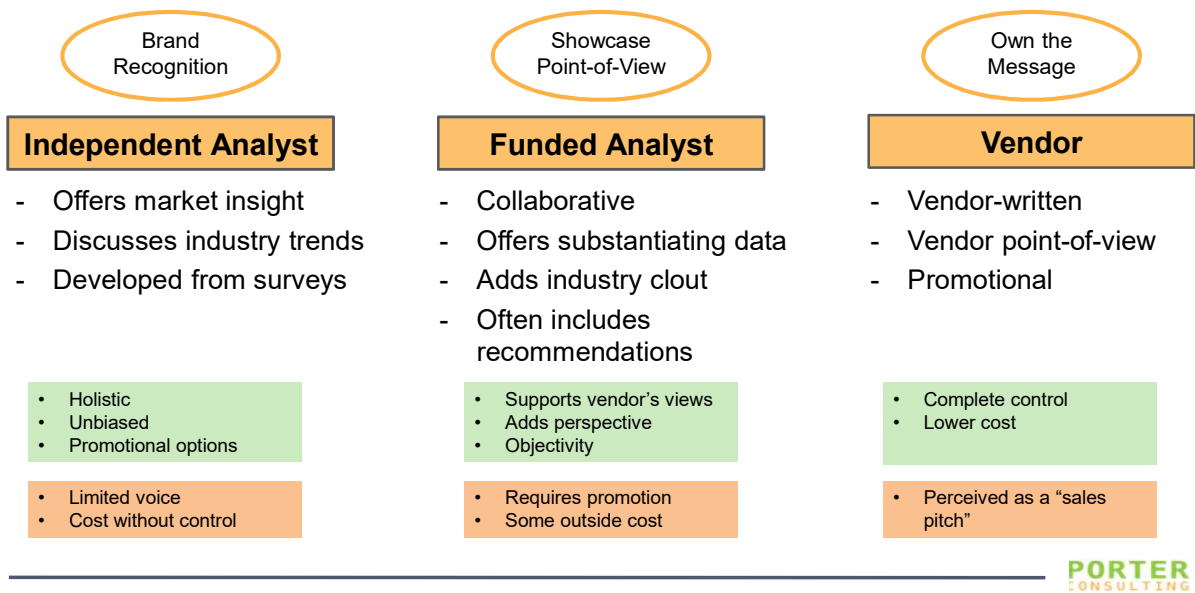 Brand
Recognition
Showcase
Point-of-View
Own the
Message
Independent Analyst
- Offers market insight
- Discusses industry trends
- Developed from surveys
• Holistic
• Unbiased
• Promotional options
• Limited voice
• Cost without control
Funded Analyst
- Collaborative
- Offers substantiating data
- Adds industry clout
- Often includes
recommendations
• Supports vendor’s views
• Adds perspective
• Objectivity
• Requires promotion
• Some outside cost
Vendor
- Vendor-written
- Vendor point-of-view
- Promotional
• Complete control
• Lower cost
• Perceived as a “sales
pitch”
PORTER
CONSULTING